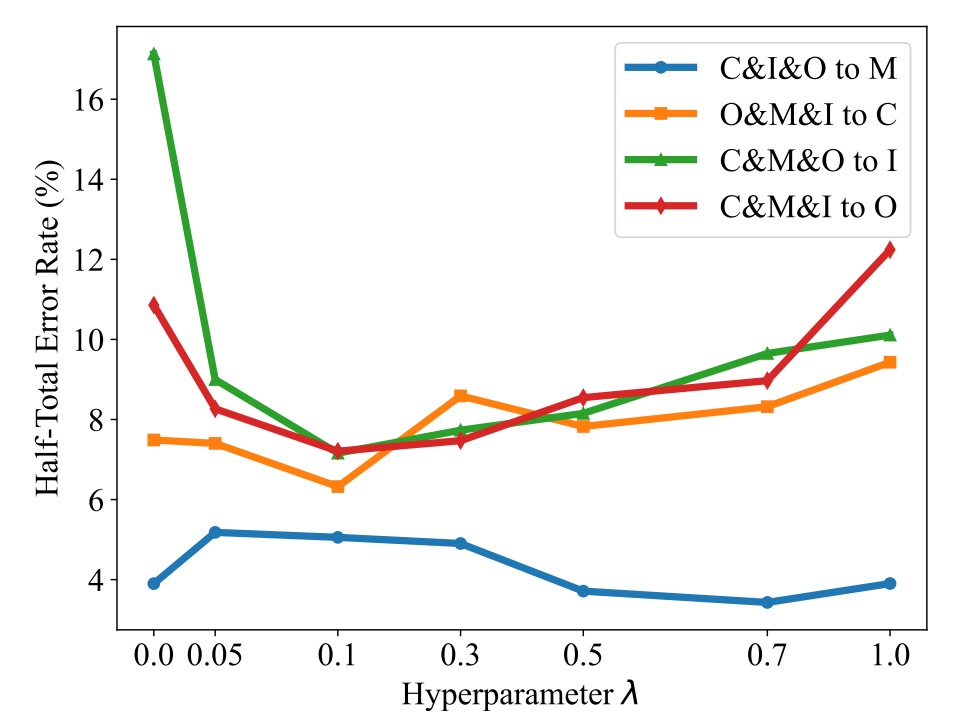 C&I&O to M
O&M&I to C
C&M&O to I
C&M&I to O
Half-Total Error Rate (%)
16
14
12
10
8
6
4
0.0 0.05 0.1 0.3 0.5 0.7 1.0
Hyperparameter λ